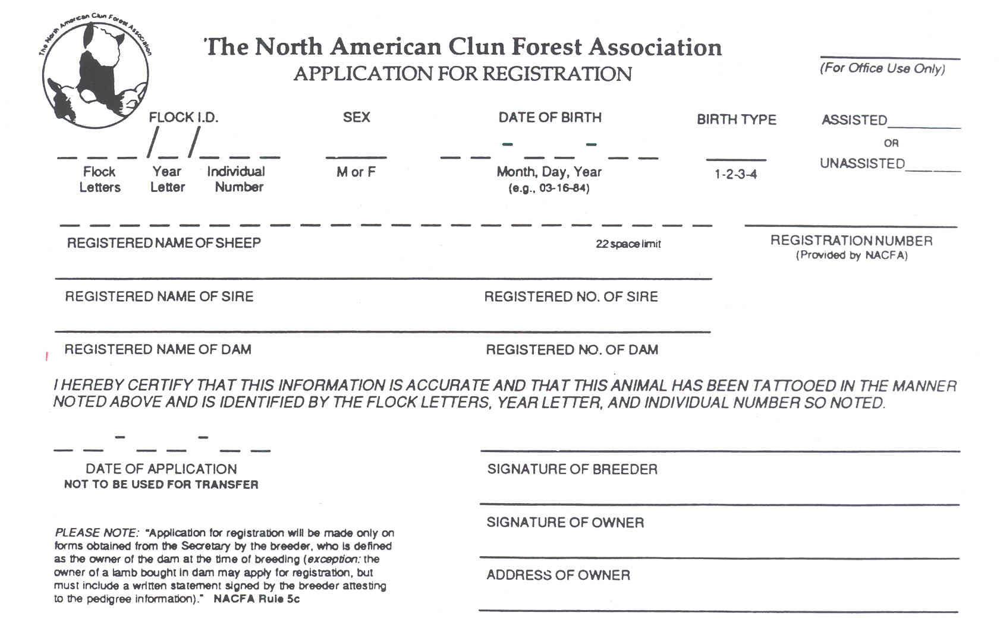 The North American Clun Forest Association
The North American Clun Forest Association
APPLICATION FOR REGISTRATION
(For Office Use Only)
FLOCK I.D. SEX DATE OF BIRTH BIRTH TYPE ASSISTED
OR
/ / - - UNASSISTED
Flock Year Individual M or F Month, Day, Year 1-2-3-4
Letters Letter Number (e.g., 03-16-84)
REGISTERED NAME OF SHEEP 22 space limit REGISTRATION NUMBER
(Provided by NACFA)
REGISTERED NAME OF SIRE REGISTERED NO. OF SIRE
REGISTERED NAME OF DAM REGISTERED NO. OF DAM
I HEREBY CERTIFY THAT THIS INFORMATION IS ACCURATE AND THAT THIS ANIMAL HAS BEEN TATTOOED IN THE MANNER
NOTED ABOVE AND IS IDENTIFIED BY THE FLOCK LETTERS, YEAR LETTER, AND INDIVIDUAL NUMBER SO NOTED.
- -
DATE OF APPLICATION
NOT TO BE USED FOR TRANSFER
SIGNATURE OF BREEDER
SIGNATURE OF OWNER
ADDRESS OF OWNER
PLEASE NOTE: "Application for registration will be made only on
forms obtained from the Secretary by the breeder, who is defined
as the owner of the dam at the time of breeding (exception: the
owner of a lamb bought in dam may apply for registration, but
must include a written statement signed by the breeder attesting
to the pedigree information)." NACFA Rule 5c